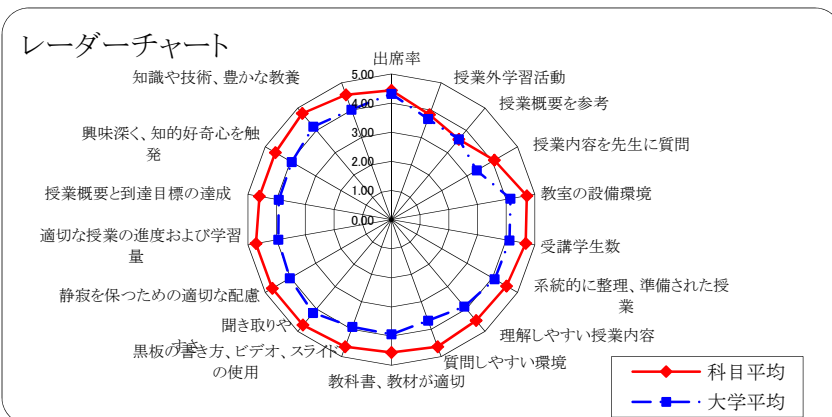 レーダーチャート
出席率
授業外学習活動
授業概要を参考
授業内容を先生に質問
教室の設備環境
受講学生数
系統的に整理、準備された授
業
理解しやすい授業内容
質問しやすい環境
教科書、教材が適切
黒板の書き方、ビデオ、スライド
の使用
聞き取りや
すさ
静寂を保つための適切な配慮
適切な授業の進度および学習
量
授業概要と到達目標の達成
興味深く、知的好奇心を触
発
知識や技術、豊かな教養
5.00
4.00
3.00
2.00
1.00
0.00
科目平均
大学平均